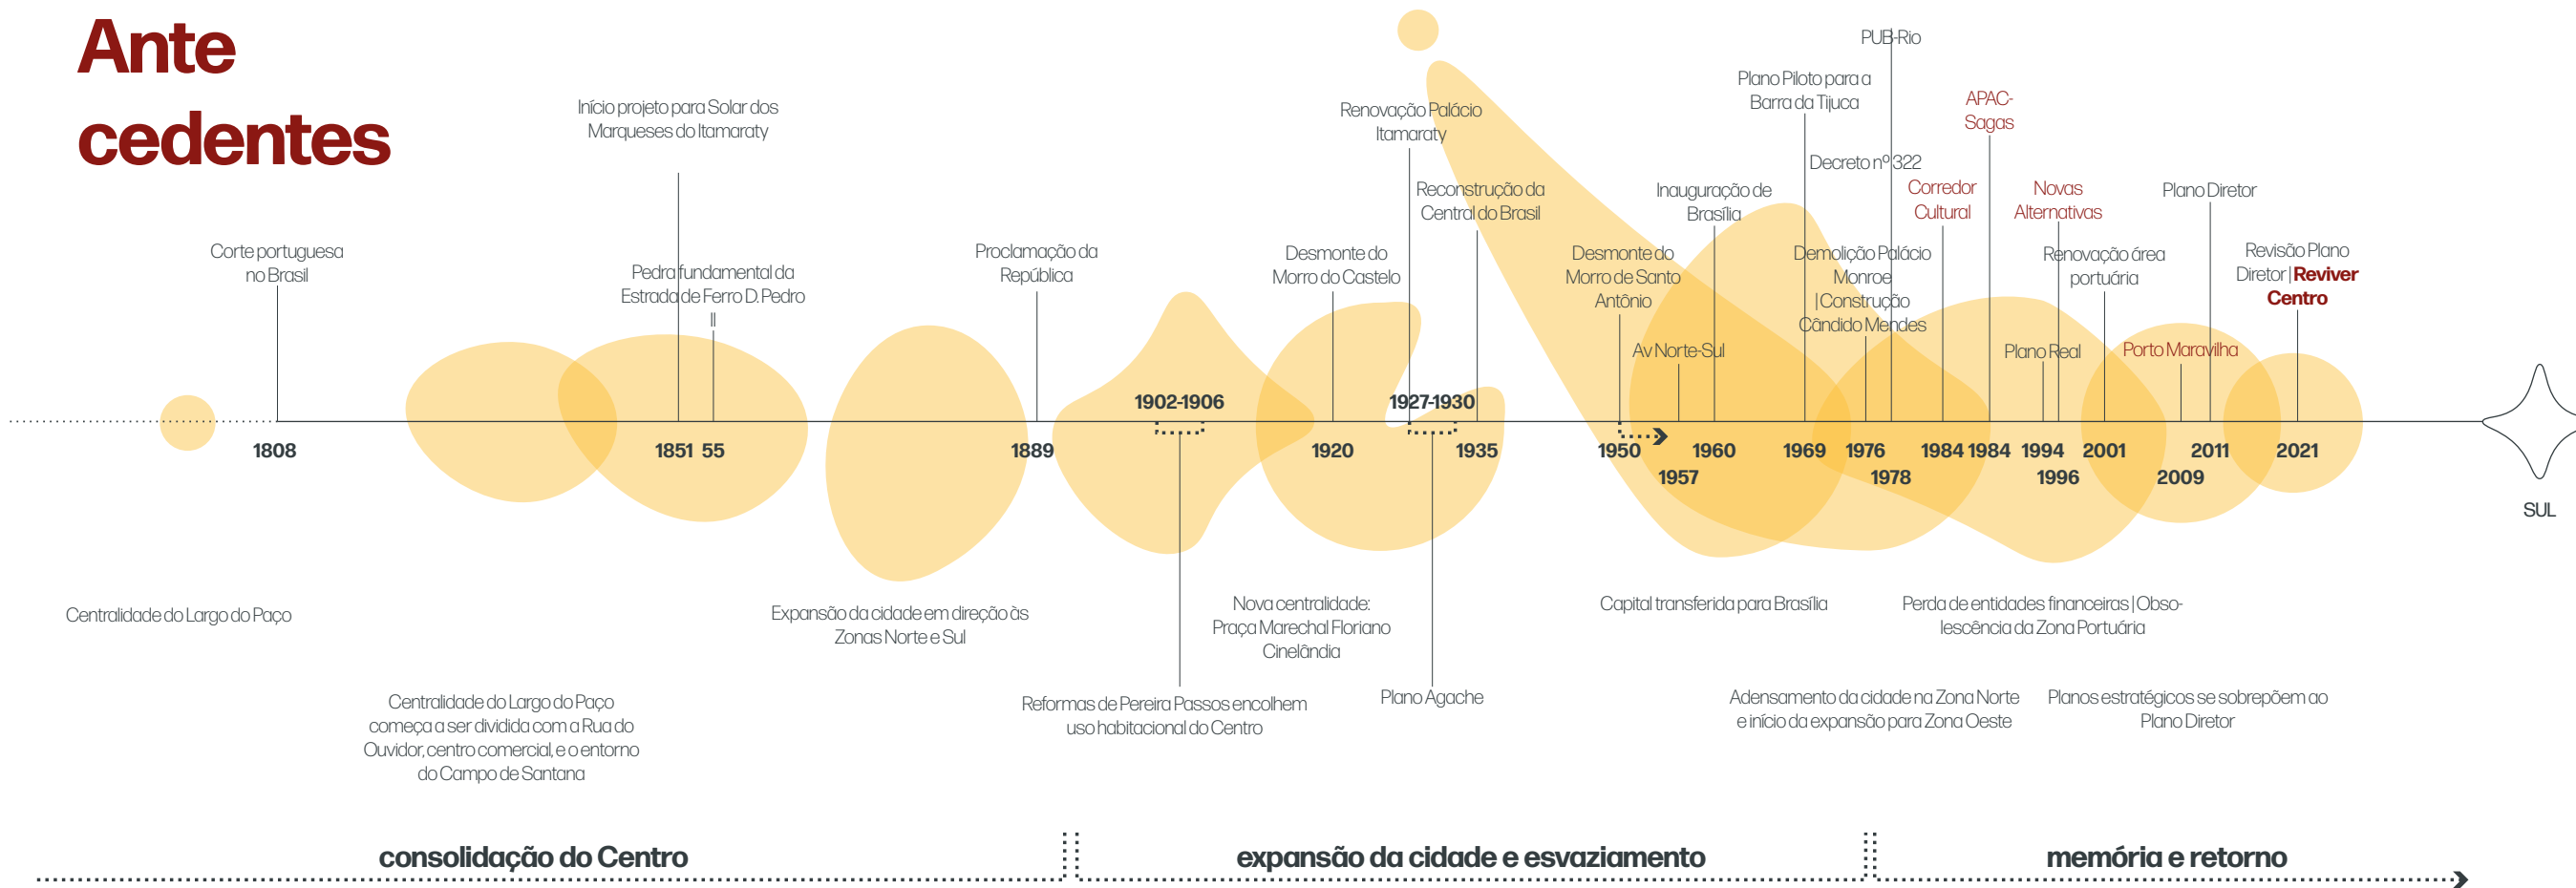 Ante
cedentes
Corte portuguesa
no Brasil
1808
Início projeto para Solar dos
Marqueses do Itamaraty
1851
Pedra fundamental da
Estrada de Ferro D. Pedro
II
55
Proclamação da
República
1889
1902-1906
Desmonte do
Morro do Castelo
1920
Renovação Palácio
Itamaraty
1927-1930
Reconstrução da
Central do Brasil
1935
Desmonte do
Morro de Santo
Antônio
1950
Av Norte-Sul
1957
Inauguração de
Brasília
1960
Plano Piloto para a
Barra da Tijuca
1969
Decreto nº 322
Demolição Palácio
Monroe
| Construção
Cândido Mendes
1976
PUB-Rio
1978
Corredor
Cultural
1984
APAC-
Sagas
1984
Plano Real
1994
Novas
Alternativas
1996
Renovação área
portuária
2001
Porto Maravilha
2009
Plano Diretor
2011
Revisão Plano
Diretor | Reviver
Centro
2021
SUL
Centralidade do Largo do Paço
Centralidade do Largo do Paço
começa a ser dividida com a Rua do
Ouvidor, centro comercial, e o entorno
do Campo de Santana
Expansão da cidade em direção às
Zonas Norte e Sul
Reformas de Pereira Passos encolhem
uso habitacional do Centro
Nova centralidade:
Praça Marechal Floriano
Cinelândia
Plano Agache
Capital transferida para Brasília
Adensamento da cidade na Zona Norte
e início da expansão para Zona Oeste
Perda de entidades financeiras | Obso-
lescência da Zona Portuária
Planos estratégicos se sobrepõem ao
Plano Diretor
consolidação do Centro
expansão da cidade e esvaziamento
memória e retorno